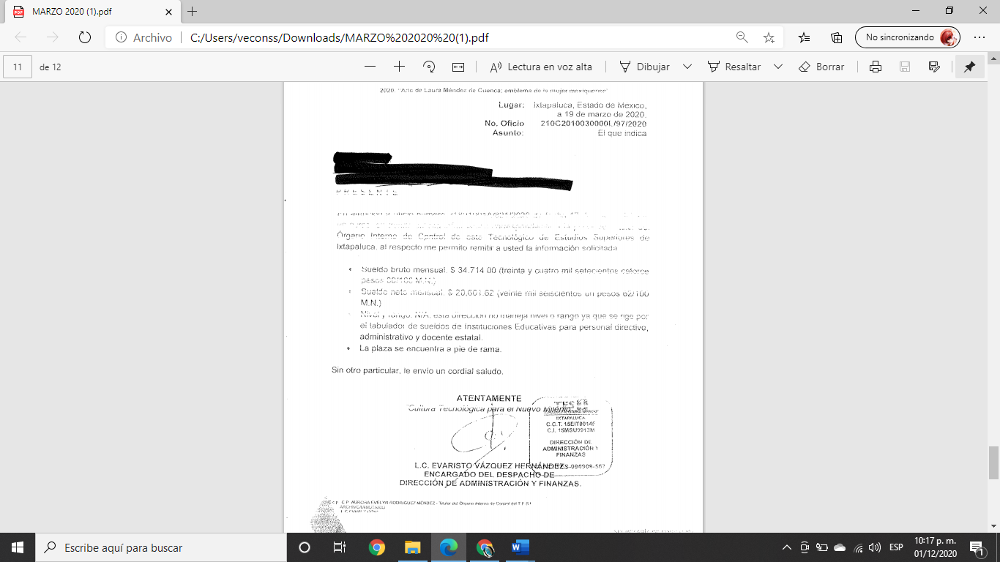 MARZO 2020 (1).pdf
Archivo C:/Users/veconss/Downloads/MARZO%202020%20(1).pdf
No sincronizando
11 de 12
Lectura en voz alta
Dibujar
Resaltar
Borrar
2020. "Año de Laura Méndez de Cuenca; emblema de la mujer mexiquense"
Lugar: Ixtapaluca, Estado de México,
a 19 de marzo de 2020.
No. Oficio 210C2010030000L/97/2020
Asunto: El que indica
P R E S E N T E
En atención a oficio número
Órgano Interno de Control de este Tecnológico de Estudios Superiores de
Ixtapaluca, al respecto me permito remitir a usted la información solicitada
• Sueldo bruto mensual. $ 34,714.00 (treinta y cuatro mil setecientos catorce
pesos 00/100 M.N.)
• Sueldo neto mensual. $ 20,601.62 (veinte mil seiscientos un pesos 62/100
M.N.)
Nivel y rango. N/A, esta dirección no maneja nivel o rango ya que se rige por
el tabulador de sueldos de Instituciones Educativas para personal directivo,
administrativo y docente estatal.
• La plaza se encuentra a pie de rama.
Sin otro particular, le envío un cordial saludo.
ATENTAMENTE
"Cultura Tecnológica para el Nuevo Milenio"
TESI
IXTAPALUCA
C.C.T. 15EIT0014F
C.I. 15MSU9913M
DIRECCIÓN DE
ADMINISTRACIÓN Y
FINANZAS
L.C. EVARISTO VÁZQUEZ HERNÁNDEZ
ENCARGADO DEL DESPACHO DE
DIRECCIÓN DE ADMINISTRACIÓN Y FINANZAS.
C.c.p. C.P. AURORA EVELYN RODRIGUEZ MÉNDEZ - Titular del Órgano Interno de Control del T.E.S.I
ARCHIVO/MINUTARIO
Escribe aquí para buscar
ESP
10:17 p. m.
01/12/2020
1